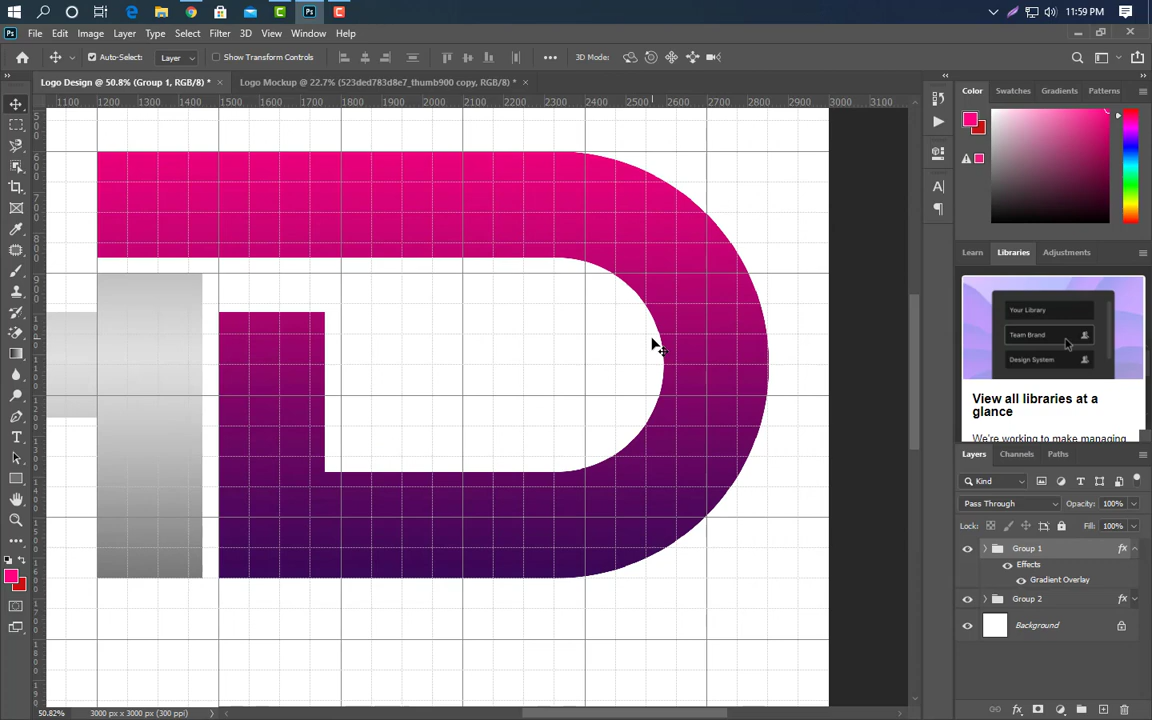 11:59 PM
Ps File Edit Image Layer Type Select Filter 3D View Window Help
Auto-Select: Layer Show Transform Controls 3D Mode:
Logo Design @ 50.8% (Group 1, RGB/8) * × Logo Mockup @ 22.7% (523ded783d8e7_thumb900 copy, RGB/8) * ×
1100 1200 1300 1400 1500 1600 1700 1800 1900 2000 2100 2200 2300 2400 2500 2600 2700 2800 2900 3000 3100
Color Swatches Gradients Patterns
Learn Libraries Adjustments
Your Library
Team Brand
Design System
View all libraries at a
glance
We're working to make managing
Layers Channels Paths
Kind
Pass Through Opacity: 100%
Lock: Fill: 100%
Group 1 fx
Effects
Gradient Overlay
Group 2 fx
Background
50.82% 3000 px x 3000 px (300 ppi)